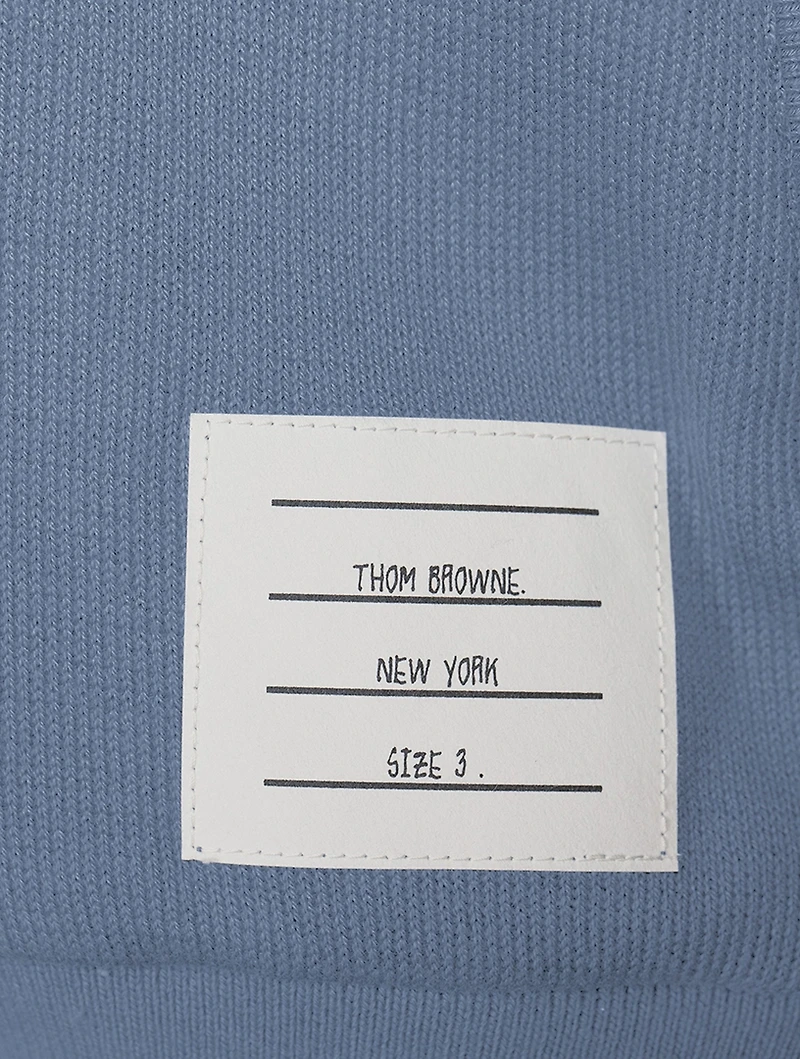 THOM BROWNE.
NEW YORK
SIZE 3 .